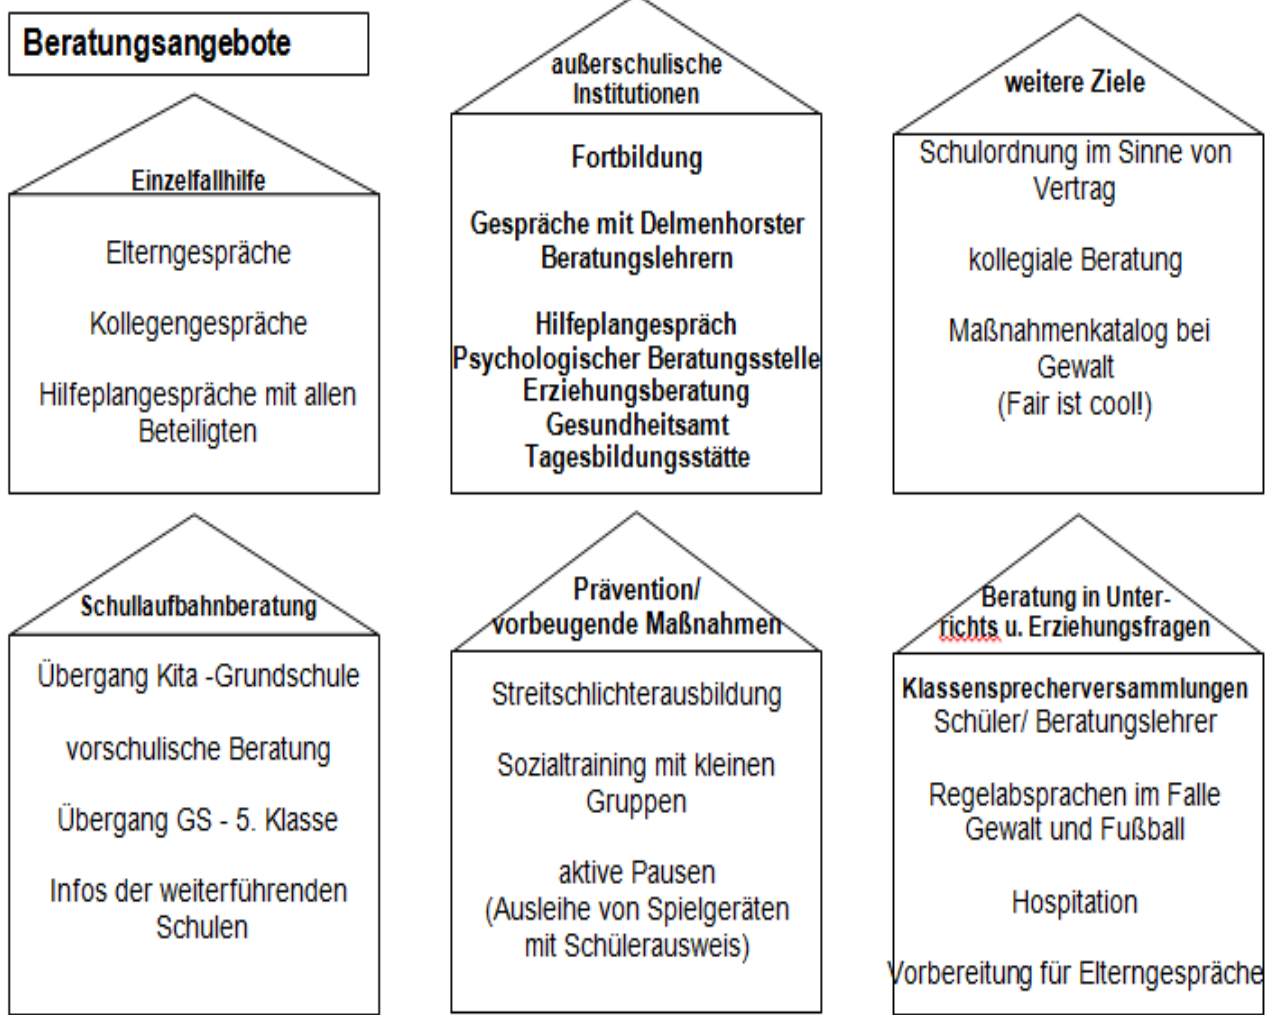 Beratungsangebote
Einzelfallhilfe
Elterngespräche
Kollegengespräche
Hilfeplangespräche mit allen
Beteiligten
außerschulische
Institutionen
Fortbildung
Gespräche mit Delmenhorster
Beratungslehrern
Hilfeplangespräch
Psychologischer Beratungsstelle
Erziehungsberatung
Gesundheitsamt
Tagesbildungsstätte
weitere Ziele
Schulordnung im Sinne von
Vertrag
kollegiale Beratung
Maßnahmenkatalog bei
Gewalt
(Fair ist cool!)
Schullaufbahnberatung
Übergang Kita -Grundschule
vorschulische Beratung
Übergang GS - 5. Klasse
Infos der weiterführenden
Schulen
Prävention/
vorbeugende Maßnahmen
Streitschlichterausbildung
Sozialtraining mit kleinen
Gruppen
aktive Pausen
(Ausleihe von Spielgeräten
mit Schülerausweis)
Beratung in Unter-
richts u. Erziehungsfragen
Klassensprecherversammlungen
Schüler/ Beratungslehrer
Regelabsprachen im Falle
Gewalt und Fußball
Hospitation
Vorbereitung für Elterngespräche